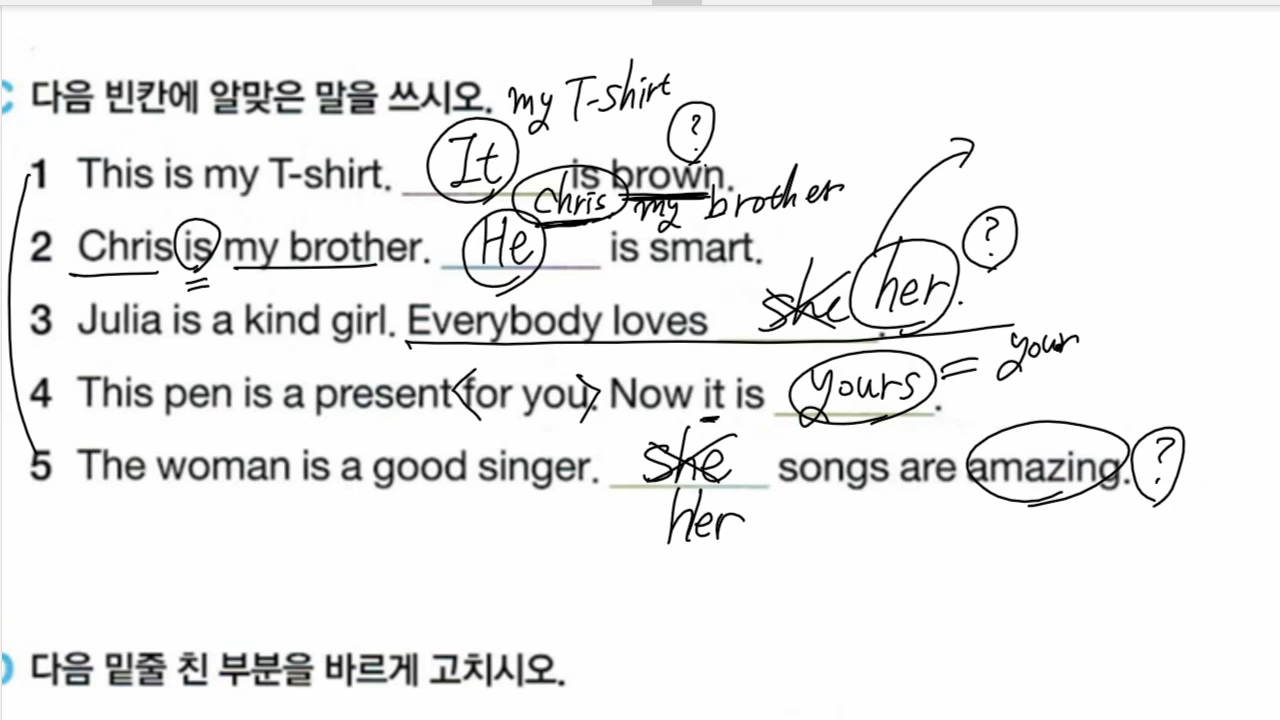 C 다음 빈칸에 알맞은 말을 쓰시오. my T-shirt
1 This is my T-shirt. It is brown. ?
chris my brother
2 Chris is my brother. He is smart.
3 Julia is a kind girl. Everybody loves she her. ?
4 This pen is a present <for you>. Now it is yours. = your
5 The woman is a good singer. she songs are amazing. ?
her
D 다음 밑줄 친 부분을 바르게 고치시오.